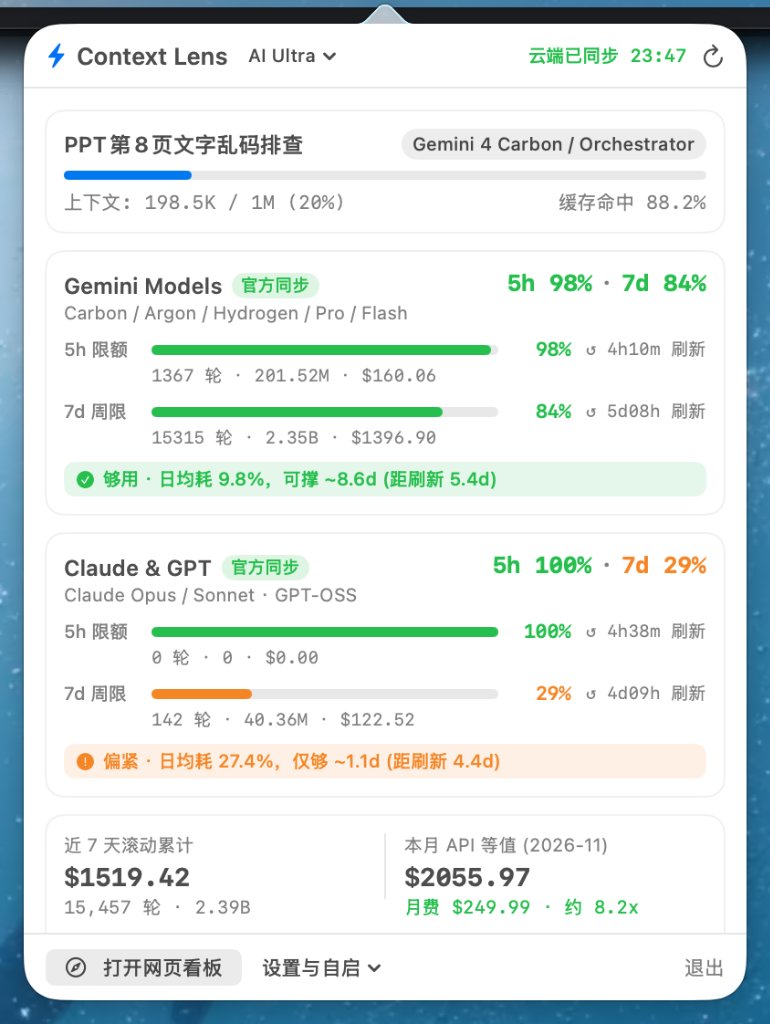 Context Lens AI Ultra 云端已同步 23:47
PPT第8页文字乱码排查 Gemini 4 Carbon / Orchestrator
上下文: 198.5K / 1M (20%) 缓存命中 88.2%
Gemini Models 官方同步 5h 98% · 7d 84%
Carbon / Argon / Hydrogen / Pro / Flash
5h 限额 98% ↺ 4h10m 刷新
1367 轮 · 201.52M · $160.06
7d 周限 84% ↺ 5d08h 刷新
15315 轮 · 2.35B · $1396.90
够用 · 日均耗 9.8%，可撑 ~8.6d (距刷新 5.4d)
Claude & GPT 官方同步 5h 100% · 7d 29%
Claude Opus / Sonnet · GPT-OSS
5h 限额 100% ↺ 4h38m 刷新
0 轮 · 0 · $0.00
7d 周限 29% ↺ 4d09h 刷新
142 轮 · 40.36M · $122.52
偏紧 · 日均耗 27.4%，仅够 ~1.1d (距刷新 4.4d)
近 7 天滚动累计
$1519.42
15,457 轮 · 2.39B
本月 API 等值 (2026-11)
$2055.97
月费 $249.99 · 约 8.2x
打开网页看板 设置与自启 退出